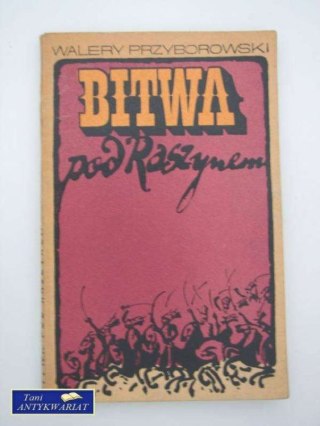 WALERY PRZYBOROWSKI
BITWA
pod Raszynem
Tani
ANTYKWARIAT